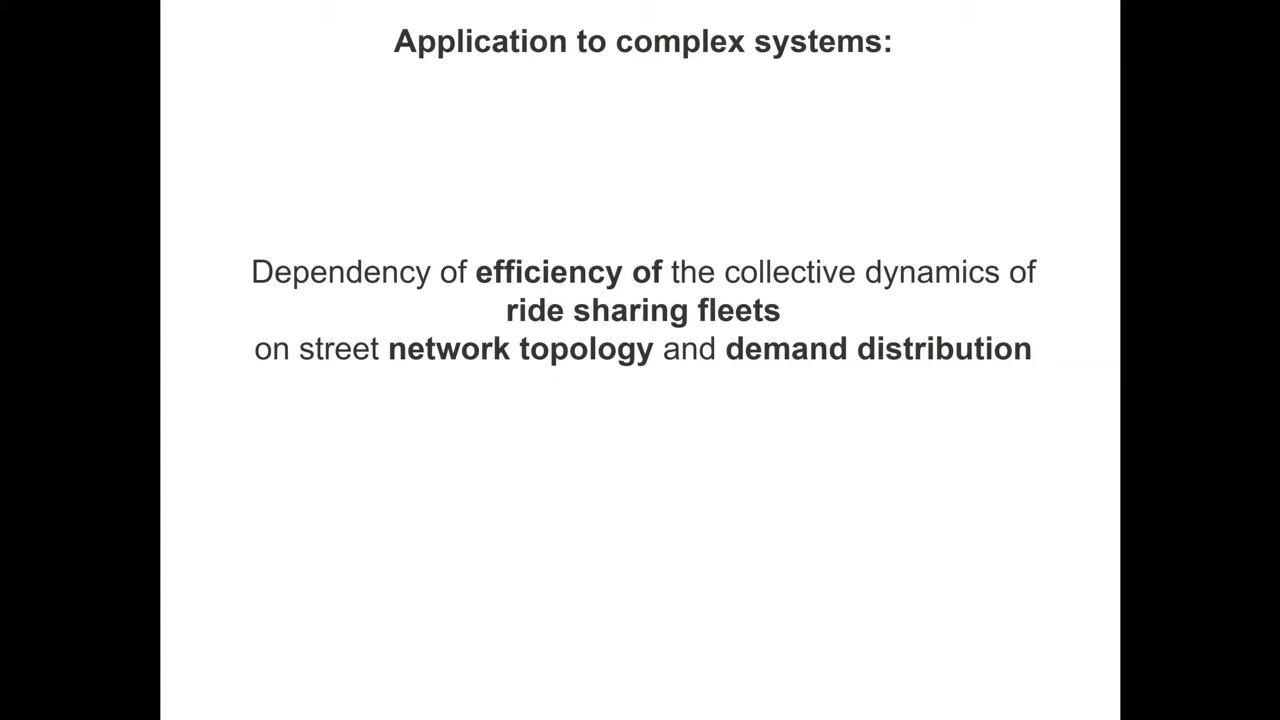 Application to complex systems:
Dependency of efficiency of the collective dynamics of
ride sharing fleets
on street network topology and demand distribution